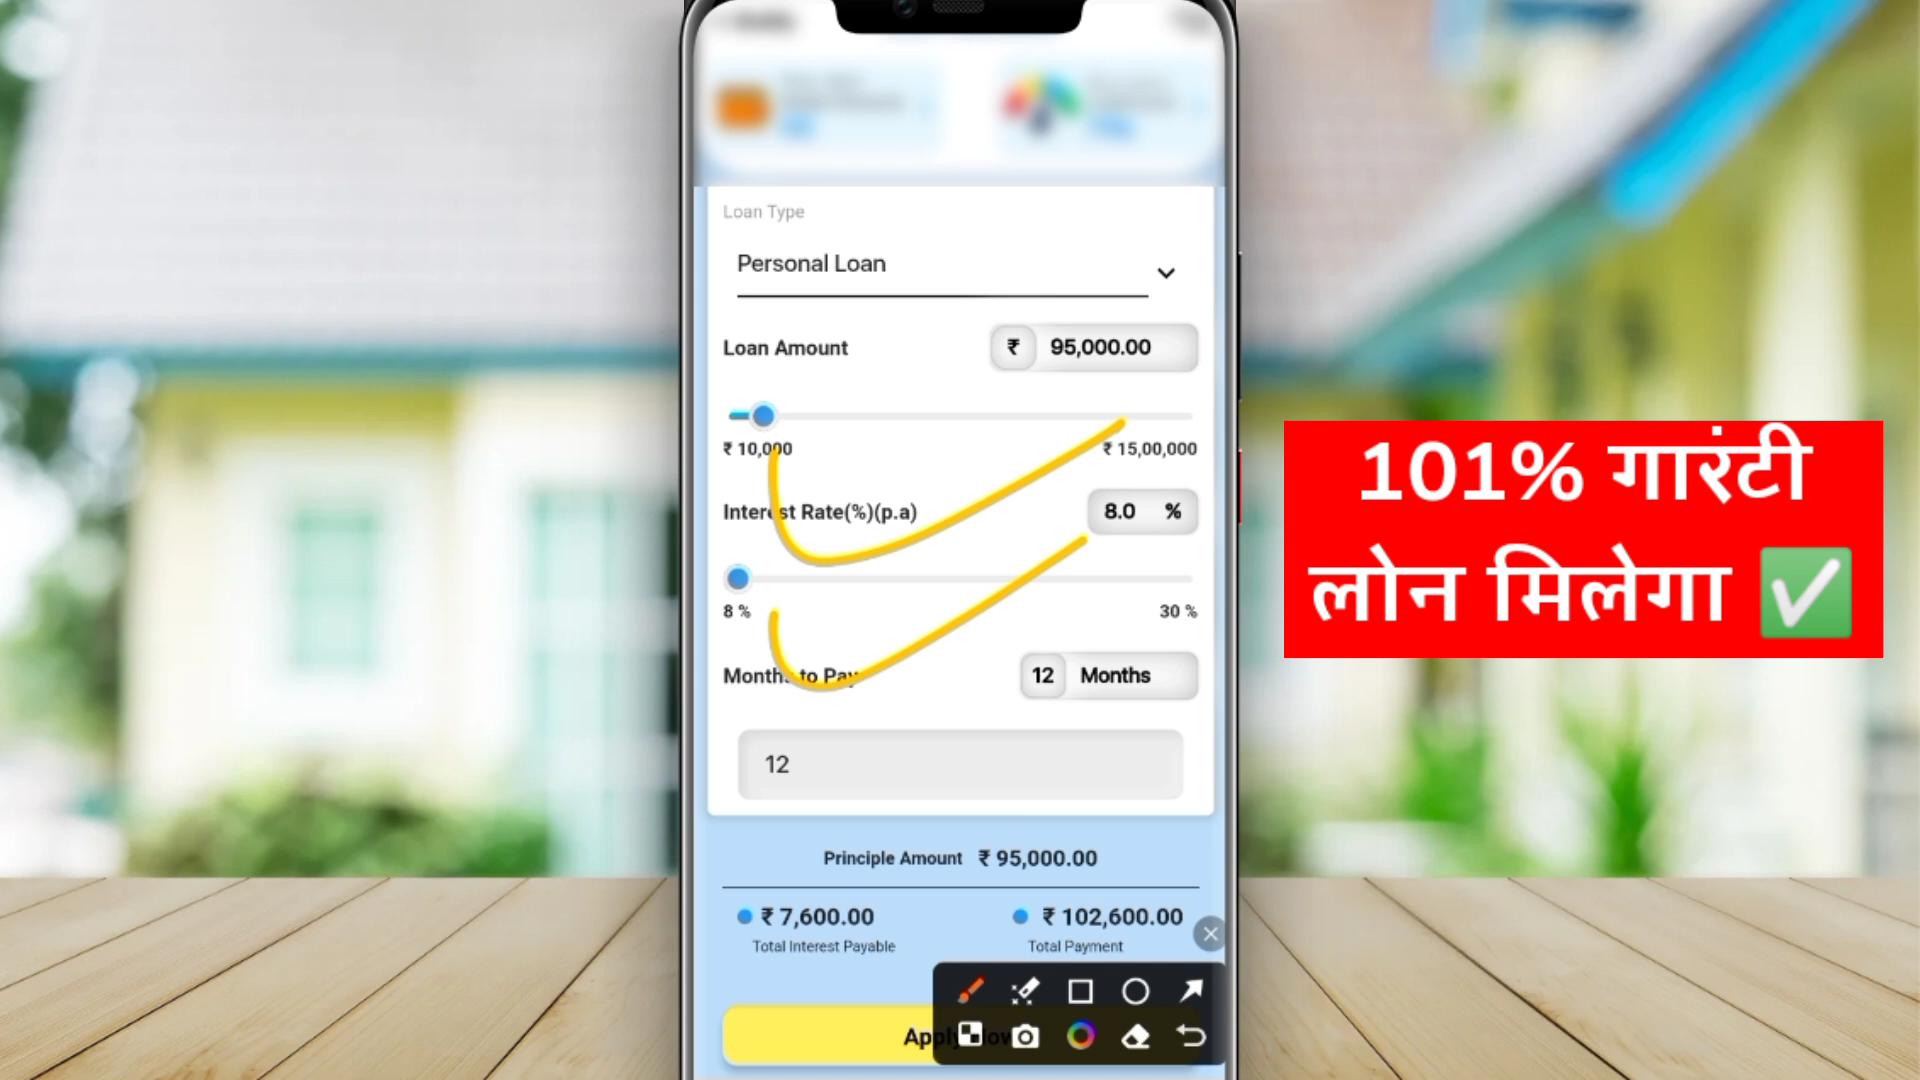 Loan Type
Personal Loan
Loan Amount ₹ 95,000.00
₹ 10,000 ₹ 15,00,000
Interest Rate(%)(p.a) 8.0 %
8 % 30 %
Months to Pay 12 Months
12
Principle Amount ₹ 95,000.00
₹ 7,600.00 ₹ 102,600.00
Total Interest Payable Total Payment
Apply Now
101% गारंटी
लोन मिलेगा ✅